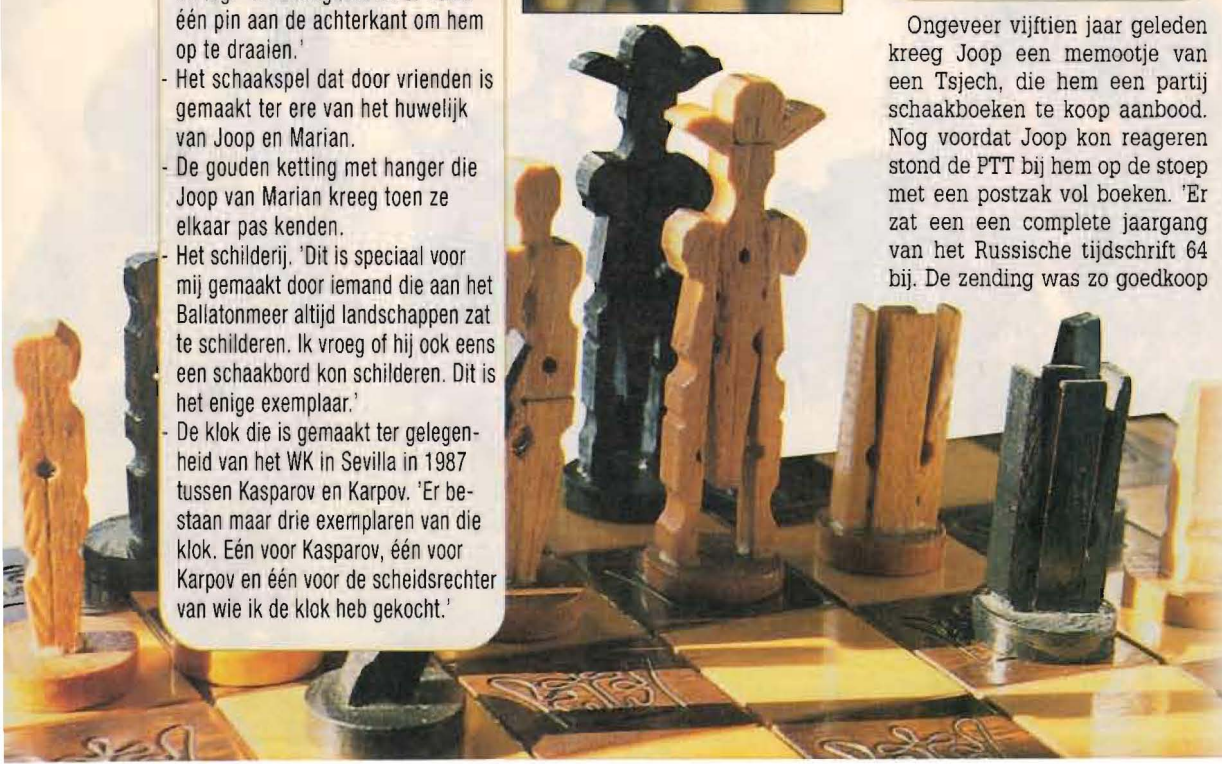 één pin aan de achterkant om hem
op te draaien.'
- Het schaakspel dat door vrienden is
gemaakt ter ere van het huwelijk
van Joop en Marian.
- De gouden ketting met hanger die
Joop van Marian kreeg toen ze
elkaar pas kenden.
- Het schilderij. 'Dit is speciaal voor
mij gemaakt door iemand die aan het
Ballatonmeer altijd landschappen zat
te schilderen. Ik vroeg of hij ook eens
een schaakbord kon schilderen. Dit is
het enige exemplaar.'
- De klok die is gemaakt ter gelegen-
heid van het WK in Sevilla in 1987
tussen Kasparov en Karpov. 'Er be-
staan maar drie exemplaren van die
klok. Eén voor Kasparov, één voor
Karpov en één voor de scheidsrechter
van wie ik de klok heb gekocht.'
Ongeveer vijftien jaar geleden
kreeg Joop een memootje van
een Tsjech, die hem een partij
schaakboeken te koop aanbood.
Nog voordat Joop kon reageren
stond de PTT bij hem op de stoep
met een postzak vol boeken. 'Er
zat een een complete jaargang
van het Russische tijdschrift 64
bij. De zending was zo goedkoop